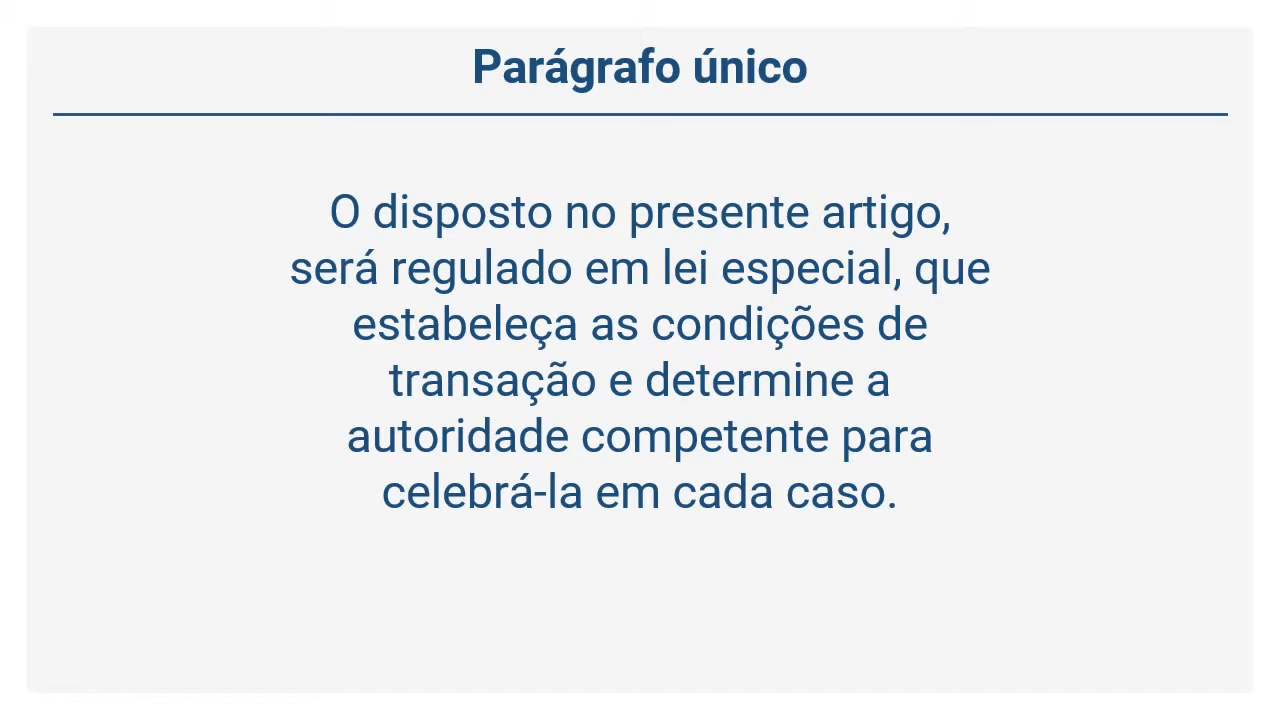 Parágrafo único
O disposto no presente artigo,
será regulado em lei especial, que
estabeleça as condições de
transação e determine a
autoridade competente para
celebrá-la em cada caso.